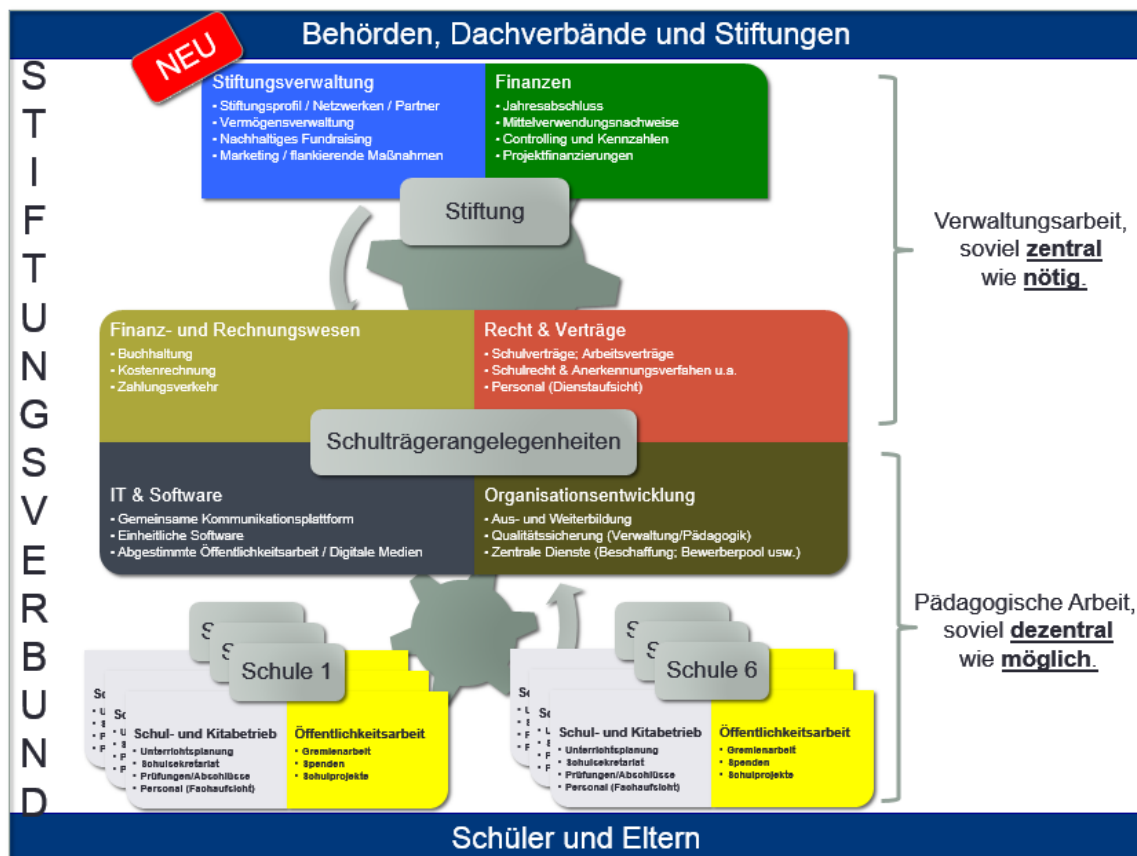 Behörden, Dachverbände und Stiftungen
NEU
STIFTUNGSVERBUND
Stiftungsverwaltung
- Stiftungsprofil / Netzwerken / Partner
- Vermögensverwaltung
- Nachhaltiges Fundraising
- Marketing / flankierende Maßnahmen
Finanzen
- Jahresabschluss
- Mittelverwendungsnachweise
- Controlling und Kennzahlen
- Projektfinanzierungen
Stiftung
Verwaltungsarbeit,
soviel zentral
wie nötig.
Finanz- und Rechnungswesen
- Buchhaltung
- Kostenrechnung
- Zahlungsverkehr
Recht & Verträge
- Schulverträge; Arbeitsverträge
- Schulrecht & Anerkennungsverfahen u.a.
- Personal (Dienstaufsicht)
Schulträgerangelegenheiten
IT & Software
- Gemeinsame Kommunikationsplattform
- Einheitliche Software
- Abgestimmte Öffentlichkeitsarbeit / Digitale Medien
Organisationsentwicklung
- Aus- und Weiterbildung
- Qualitätssicherung (Verwaltung/Pädagogik)
- Zentrale Dienste (Beschaffung; Bewerberpool usw.)
Pädagogische Arbeit,
soviel dezentral
wie möglich.
Schule 1
Schul- und Kitabetrieb
• Unterrichtsplanung
• Schulsekretariat
• Prüfungen/Abschlüsse
• Personal (Fachaufsicht)
Öffentlichkeitsarbeit
• Gremienarbeit
• Spenden
• Schulprojekte
Schule 6
Schul- und Kitabetrieb
• Unterrichtsplanung
• Schulsekretariat
• Prüfungen/Abschlüsse
• Personal (Fachaufsicht)
Öffentlichkeitsarbeit
• Gremienarbeit
• Spenden
• Schulprojekte
Schüler und Eltern